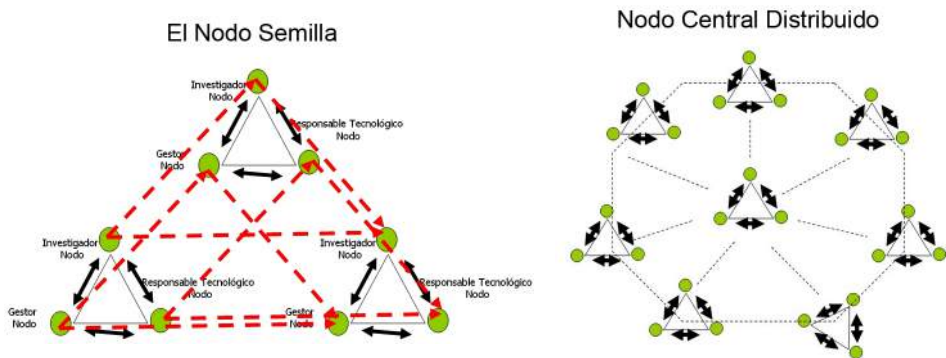 El Nodo Semilla
Nodo Central Distribuido
Investigador
Nodo
Responsable Tecnológico
Nodo
Gestor
Nodo
Investigador
Nodo
Investigador
Nodo
Responsable Tecnológico
Nodo
Responsable Tecnológico
Nodo
Gestor
Nodo
Gestor
Nodo